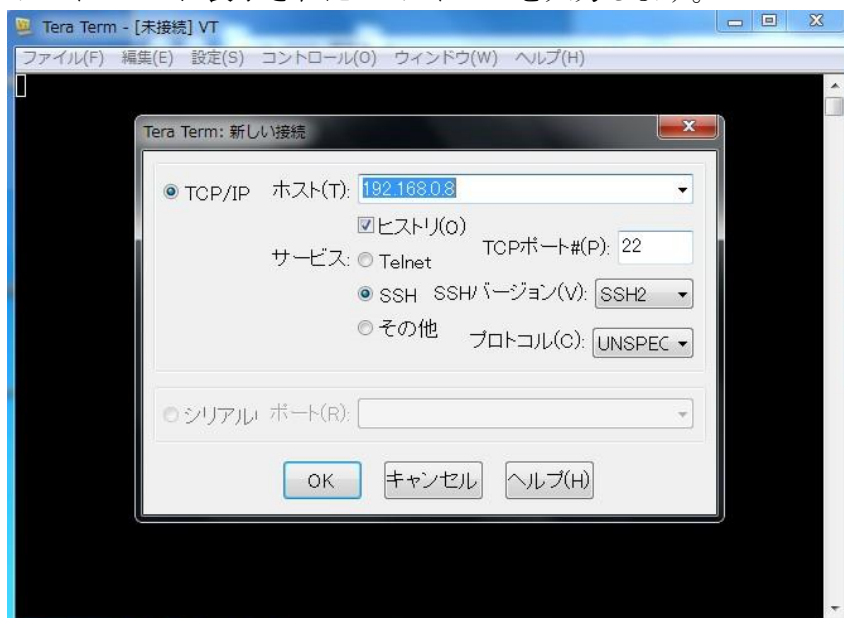 Tera Term - [未接続] VT
ファイル(F) 編集(E) 設定(S) コントロール(O) ウィンドウ(W) ヘルプ(H)
Tera Term: 新しい接続
TCP/IP ホスト(T): 192.168.0.8
ヒストリ(O)
サービス: Telnet TCPポート#(P): 22
SSH SSHバージョン(V): SSH2
その他 プロトコル(C): UNSPEC
シリアル ポート(R):
OK キャンセル ヘルプ(H)